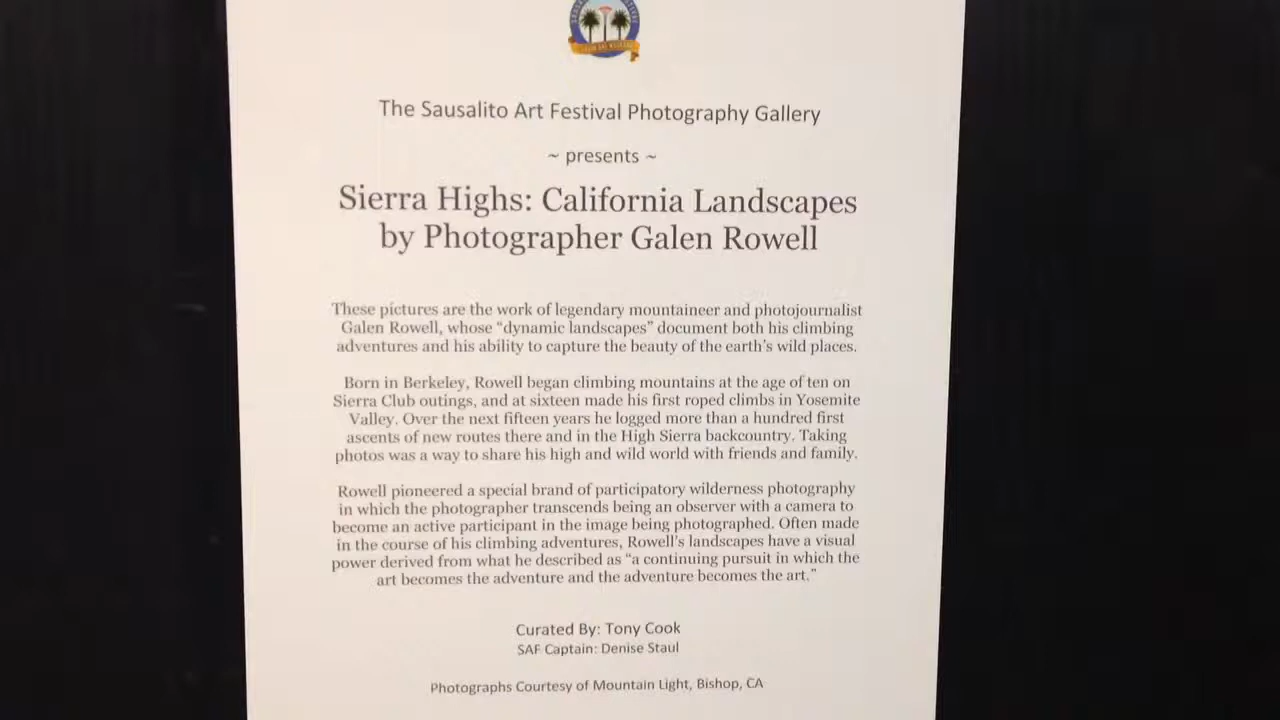 The Sausalito Art Festival Photography Gallery
~ presents ~
Sierra Highs: California Landscapes
by Photographer Galen Rowell
These pictures are the work of legendary mountaineer and photojournalist
Galen Rowell, whose “dynamic landscapes” document both his climbing
adventures and his ability to capture the beauty of the earth’s wild places.
Born in Berkeley, Rowell began climbing mountains at the age of ten on
Sierra Club outings, and at sixteen made his first roped climbs in Yosemite
Valley. Over the next fifteen years he logged more than a hundred first
ascents of new routes there and in the High Sierra backcountry. Taking
photos was a way to share his high and wild world with friends and family.
Rowell pioneered a special brand of participatory wilderness photography
in which the photographer transcends being an observer with a camera to
become an active participant in the image being photographed. Often made
in the course of his climbing adventures, Rowell’s landscapes have a visual
power derived from what he described as “a continuing pursuit in which the
art becomes the adventure and the adventure becomes the art.”
Curated By: Tony Cook
SAF Captain: Denise Staul
Photographs Courtesy of Mountain Light, Bishop, CA